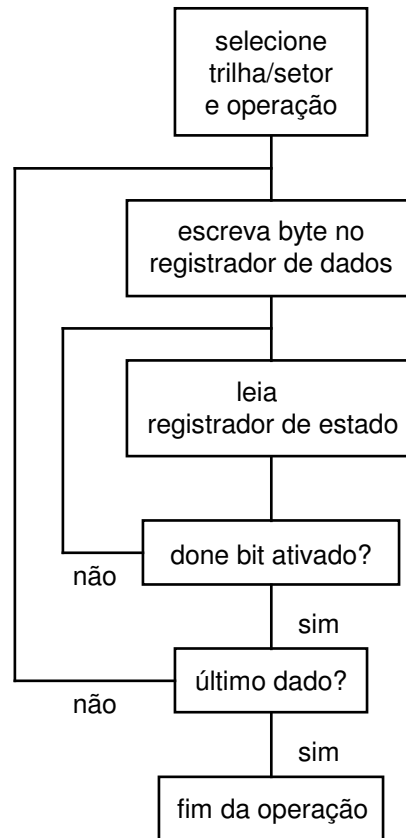 selecione
trilha/setor
e operação
escreva byte no
registrador de dados
leia
registrador de estado
done bit ativado?
não
sim
último dado?
não
sim
fim da operação